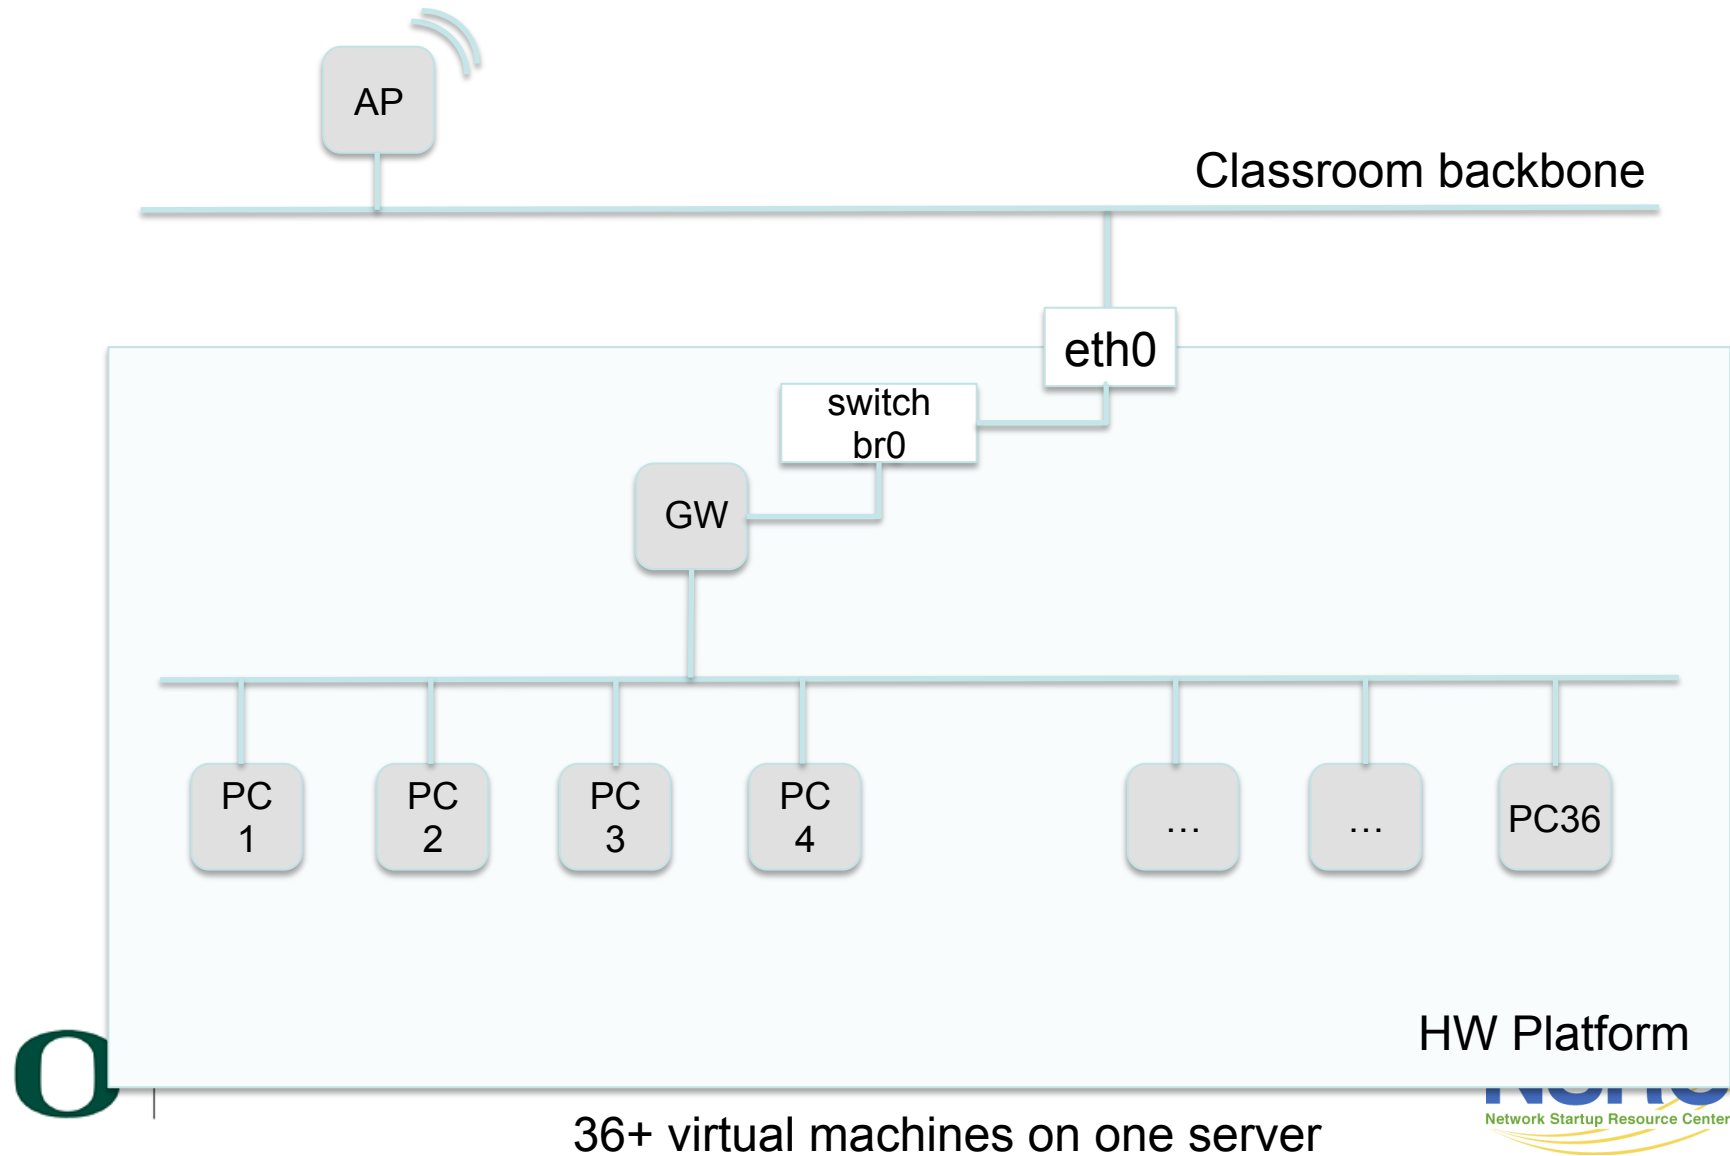 AP
Classroom backbone
eth0
switch
br0
GW
PC
1
PC
2
PC
3
PC
4
...
...
PC36
HW Platform
Network Startup Resource Center
36+ virtual machines on one server